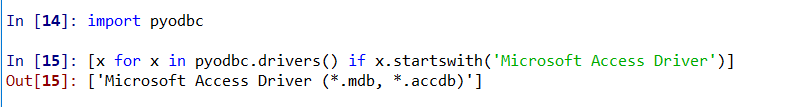 In [14]: import pyodbc
In [15]: [x for x in pyodbc.drivers() if x.startswith('Microsoft Access Driver')]
Out[15]: ['Microsoft Access Driver (*.mdb, *.accdb)']